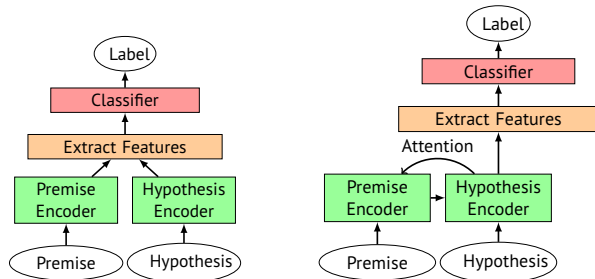 Label
Classifier
Extract Features
Premise
Encoder
Hypothesis
Encoder
Premise
Hypothesis
Label
Classifier
Extract Features
Attention
Premise
Encoder
Hypothesis
Encoder
Premise
Hypothesis